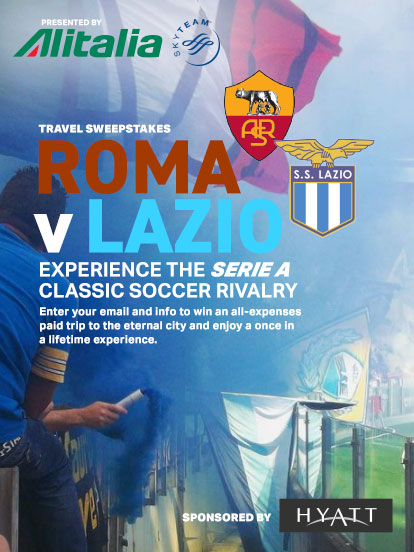 PRESENTED BY
Alitalia
SKYTEAM
TRAVEL SWEEPSTAKES
ASR
S.S. LAZIO
ROMA
v LAZIO
EXPERIENCE THE SERIE A
CLASSIC SOCCER RIVALRY
Enter your email and info to win an all-expenses
paid trip to the eternal city and enjoy a once in
a lifetime experience.
SPONSORED BY
HYATT